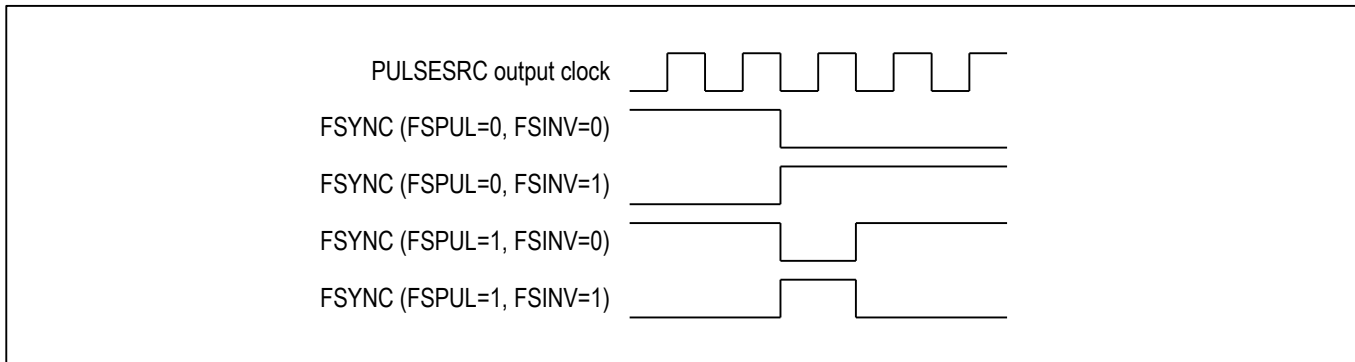 PULSESRC output clock
FSYNC (FSPUL=0, FSINV=0)
FSYNC (FSPUL=0, FSINV=1)
FSYNC (FSPUL=1, FSINV=0)
FSYNC (FSPUL=1, FSINV=1)